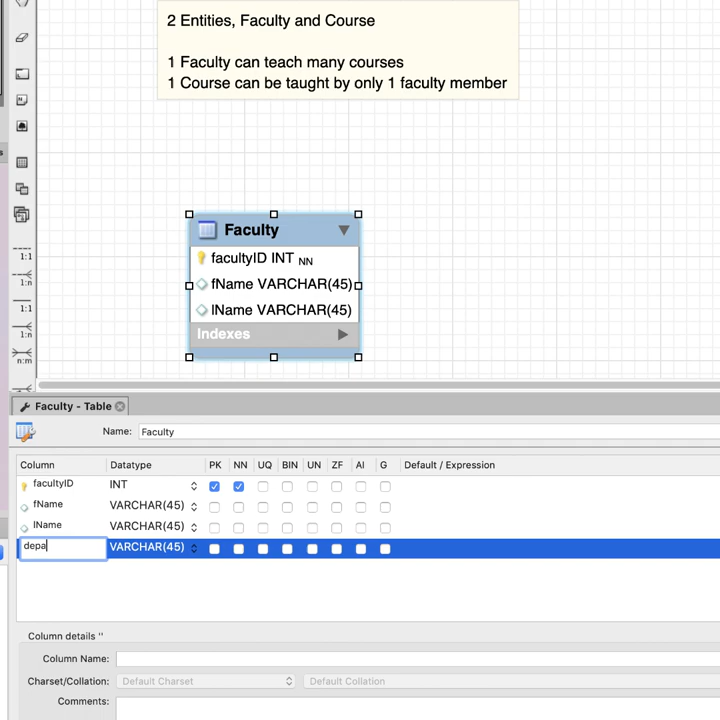 2 Entities, Faculty and Course
1 Faculty can teach many courses
1 Course can be taught by only 1 faculty member
Faculty
facultyID INT NN
fName VARCHAR(45)
lName VARCHAR(45)
Indexes
1:1
1:n
1:1
1:n
n:m
Faculty - Table
Name: Faculty
Column Datatype PK NN UQ BIN UN ZF AI G Default / Expression
facultyID INT
fName VARCHAR(45)
lName VARCHAR(45)
depa VARCHAR(45)
Column details ''
Column Name:
Charset/Collation: Default Charset Default Collation
Comments: